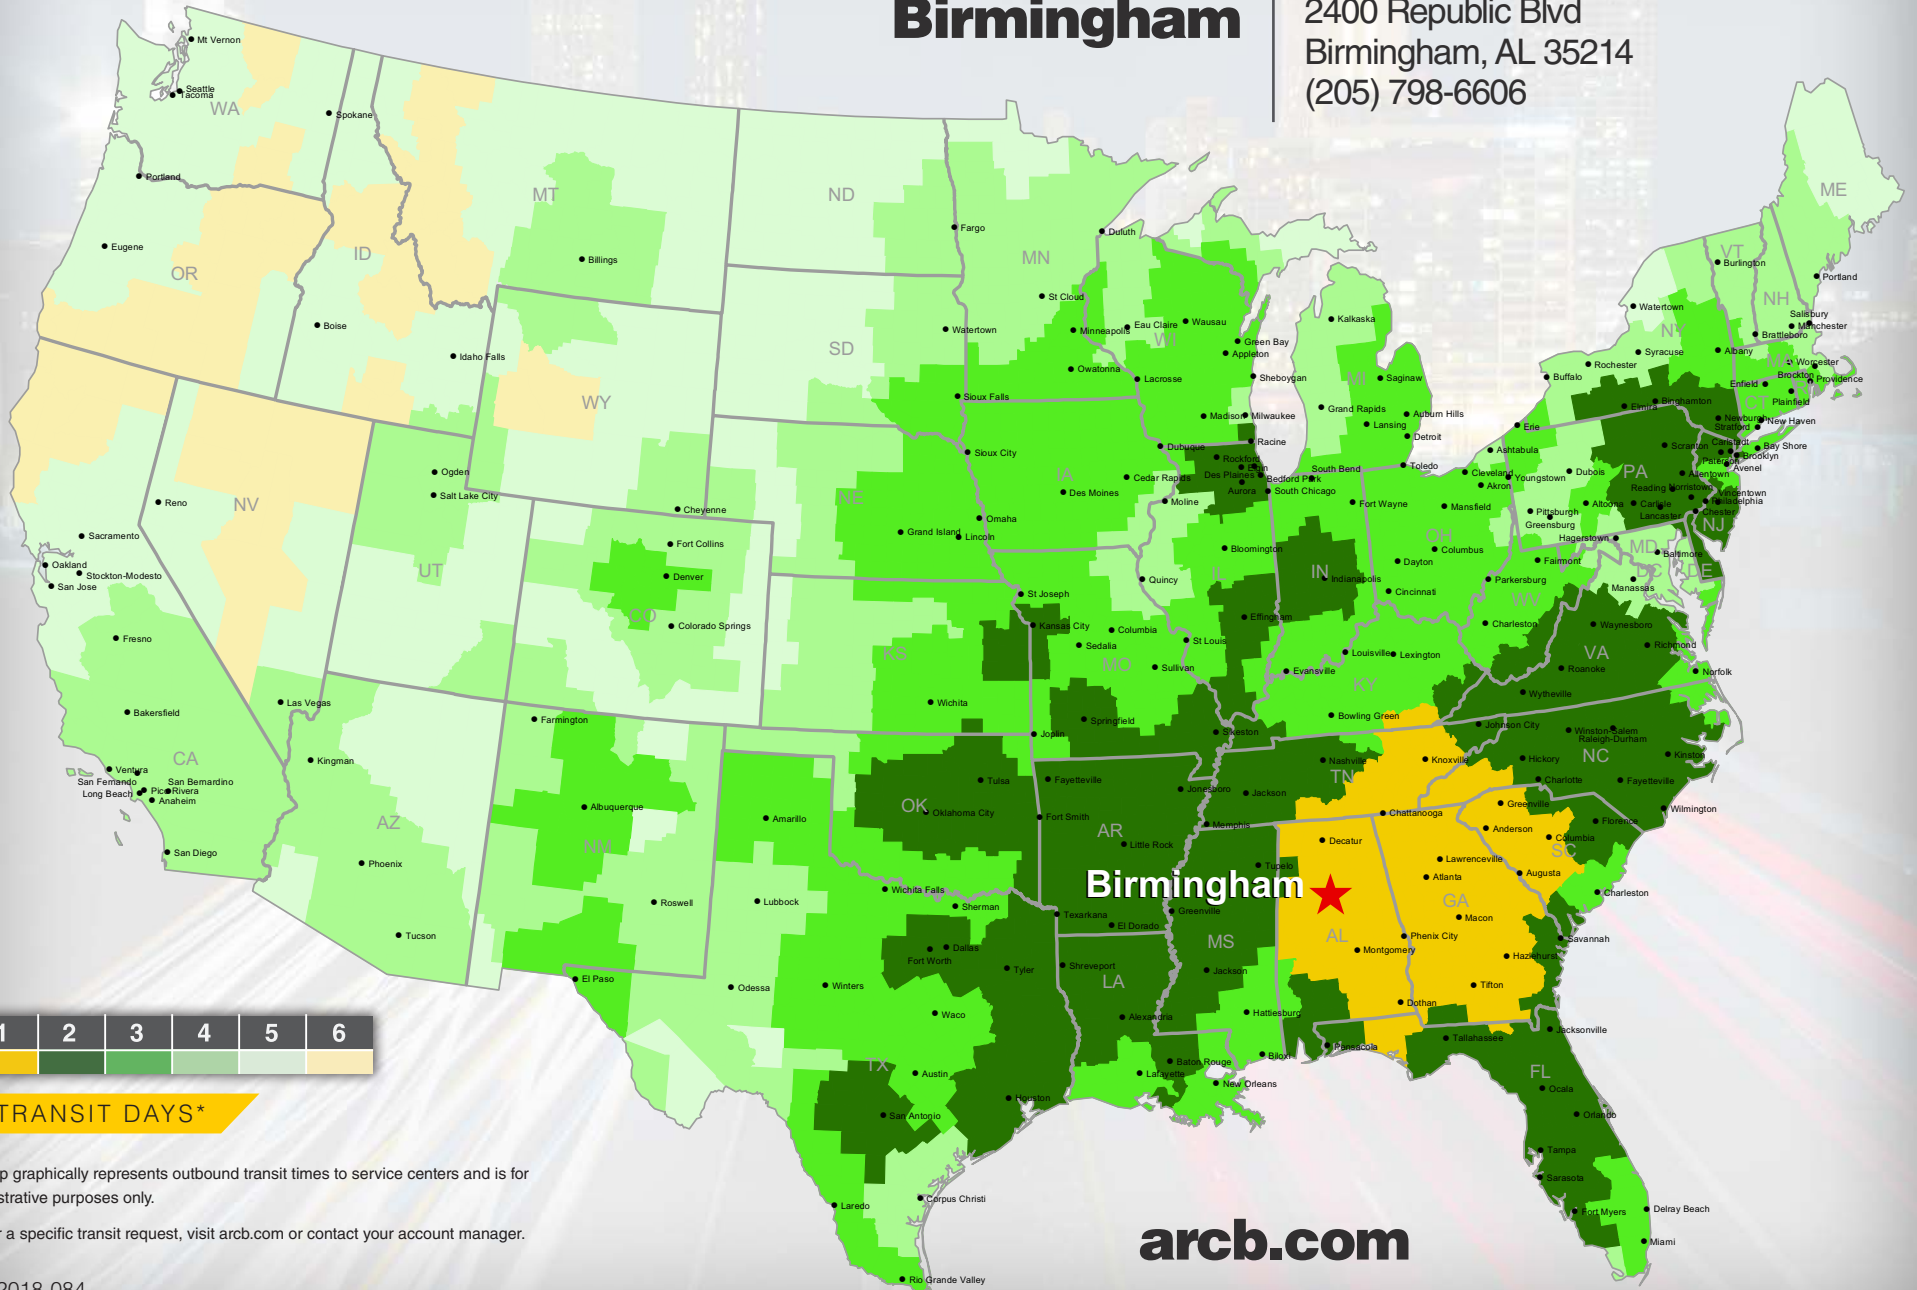 Birmingham
2400 Republic Blvd
Birmingham, AL 35214
(205) 798-6606
Mt Vernon
Seattle
Tacoma
WA
Spokane
Portland
Eugene
OR
ID
Boise
Idaho Falls
MT
Billings
ND
Fargo
MN
Duluth
St Cloud
Minneapolis
Watertown
SD
Owatonna
Sioux Falls
WY
Cheyenne
Eau Claire
Wausau
WI
Green Bay
Appleton
Sheboygan
Lacrosse
Madison
Milwaukee
Racine
Kalkaska
MI
Saginaw
Grand Rapids
Lansing
Auburn Hills
Detroit
ME
VT
Burlington
Portland
NH
Salisbury
Manchester
Brattleboro
Watertown
NY
Syracuse
Rochester
Buffalo
Albany
MA
Worcester
Brockton
Providence
Enfield
CT
Plainfield
Elmira
Binghamton
Newburgh
Stratford
New Haven
Erie
Scranton
Carlstadt
Bay Shore
Brooklyn
Paterson
Avenel
Ashtabula
Toledo
Cleveland
Akron
Youngstown
Dubois
PA
Allentown
Reading
Norristown
Vincentown
Philadelphia
Altoona
Carlisle
Lancaster
Chester
Pittsburgh
Greensburg
NJ
Hagerstown
MD
Baltimore
DC
DE
Manassas
Fairmont
Parkersburg
WV
Charleston
Mansfield
OH
Columbus
Dayton
Cincinnati
South Bend
Fort Wayne
IN
Indianapolis
Dubuque
Rockford
Elgin
Des Plaines
Bedford Park
Aurora
South Chicago
Moline
Bloomington
IL
Quincy
Effingham
Sioux City
IA
Cedar Rapids
Des Moines
NE
Omaha
Grand Island
Lincoln
Reno
NV
Ogden
Salt Lake City
UT
Sacramento
Oakland
Stockton-Modesto
San Jose
Fresno
Bakersfield
CA
Ventura
San Fernando
San Bernardino
Pico Rivera
Long Beach
Anaheim
San Diego
Las Vegas
Kingman
AZ
Phoenix
Tucson
Fort Collins
Denver
CO
Colorado Springs
Farmington
Albuquerque
NM
Roswell
El Paso
KS
Wichita
St Joseph
Kansas City
Columbia
Sedalia
MO
St Louis
Sullivan
Springfield
Joplin
Sikeston
Evansville
Louisville
Lexington
KY
Bowling Green
Waynesboro
VA
Richmond
Roanoke
Norfolk
Wytheville
Johnson City
Winston-Salem
Raleigh-Durham
Hickory
NC
Kinston
Charlotte
Fayetteville
Wilmington
Nashville
TN
Knoxville
Jackson
Chattanooga
Memphis
Greenville
Anderson
Columbia
Florence
SC
Charleston
Augusta
Tulsa
OK
Oklahoma City
Amarillo
Fayetteville
Jonesboro
Fort Smith
AR
Little Rock
Texarkana
El Dorado
Tupelo
Greenville
MS
Jackson
Hattiesburg
Biloxi
Decatur
Birmingham
AL
Montgomery
Dothan
Lawrenceville
Atlanta
GA
Macon
Phenix City
Hazlehurst
Tifton
Savannah
Wichita Falls
Sherman
Lubbock
Dallas
Fort Worth
Tyler
Odessa
Winters
Waco
TX
Austin
San Antonio
Houston
Corpus Christi
Laredo
Rio Grande Valley
Shreveport
LA
Alexandria
Baton Rouge
Lafayette
New Orleans
Pensacola
Tallahassee
Jacksonville
FL
Ocala
Orlando
Tampa
Sarasota
Fort Myers
Delray Beach
Miami
1 2 3 4 5 6
TRANSIT DAYS*
p graphically represents outbound transit times to service centers and is for
strative purposes only.
r a specific transit request, visit arcb.com or contact your account manager.
2018-084
arcb.com